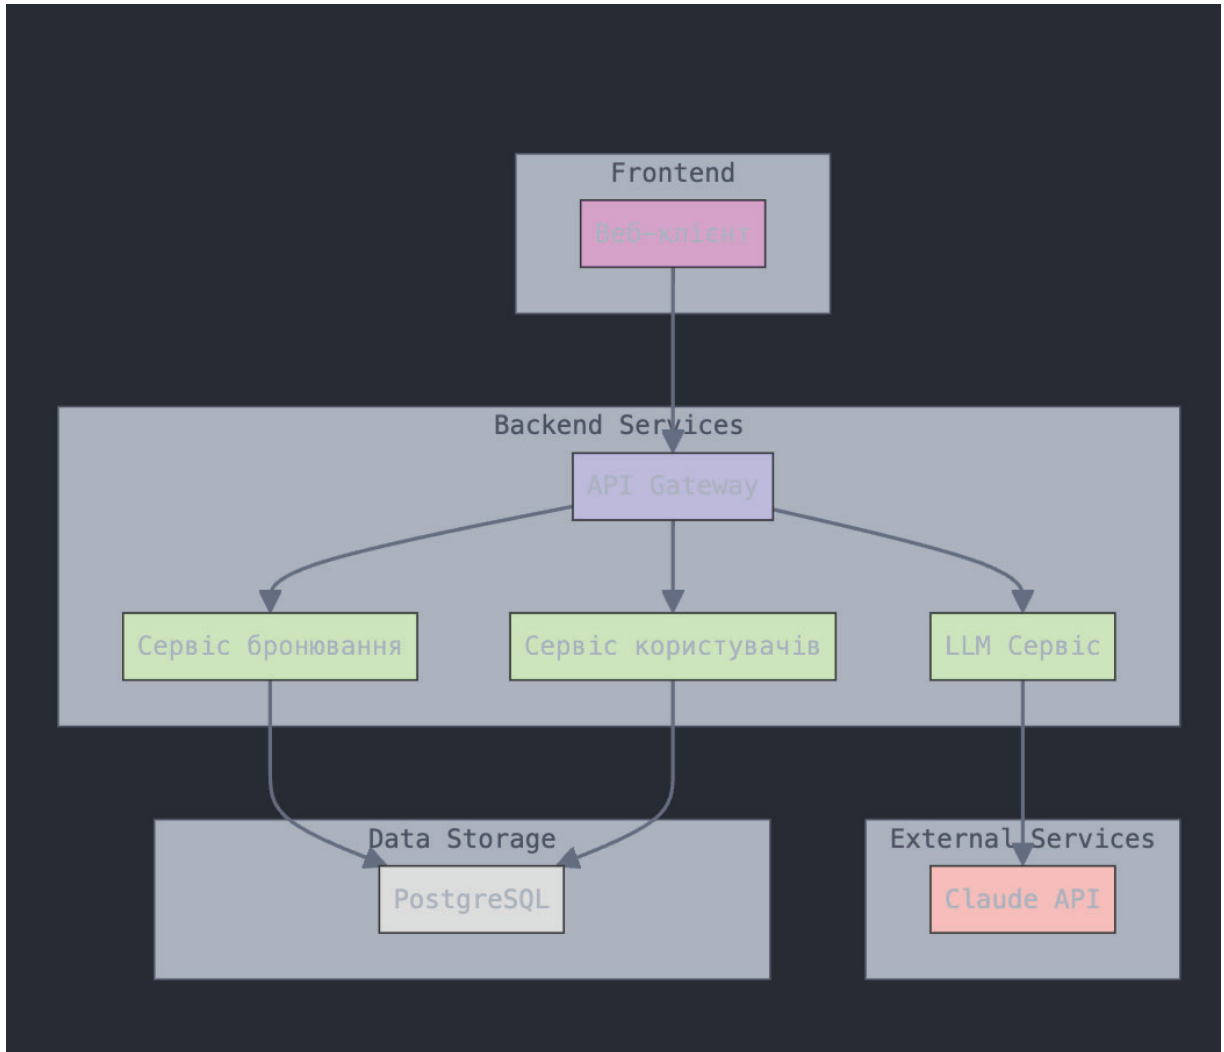 Frontend
Веб-клієнт
Backend Services
API Gateway
Сервіс бронювання
Сервіс користувачів
LLM Сервіс
Data Storage
PostgreSQL
External Services
Claude API